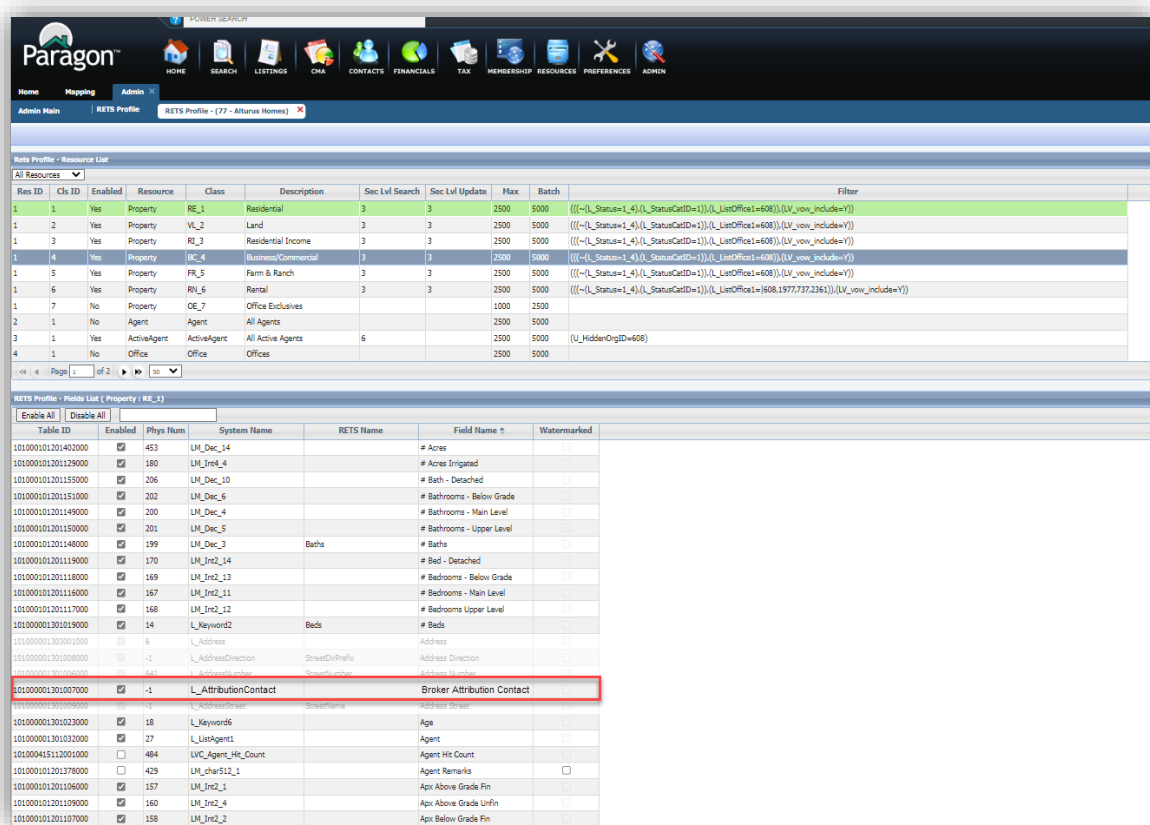 POWER SEARCH
Paragon™
HOME SEARCH LISTINGS CMA CONTACTS FINANCIALS TAX MEMBERSHIP RESOURCES PREFERENCES ADMIN
Home Mapping Admin
Admin Main RETS Profile RETS Profile - (77 - Alturus Homes) X
Rets Profile - Resource List
All Resources
Res ID Cls ID Enabled Resource Class Description Sec Lvl Search Sec Lvl Update Max Batch Filter
1 1 Yes Property RE_1 Residential 3 3 2500 5000 (((~(L_Status=1_4),(L_StatusCatID=1)),(L_ListOffice1=608)),(LV_vow_include=Y))
1 2 Yes Property VL_2 Land 3 3 2500 5000 (((~(L_Status=1_4),(L_StatusCatID=1)),(L_ListOffice1=608)),(LV_vow_include=Y))
1 3 Yes Property RI_3 Residential Income 3 3 2500 5000 (((~(L_Status=1_4),(L_StatusCatID=1)),(L_ListOffice1=608)),(LV_vow_include=Y))
1 4 Yes Property BC_4 Business/Commercial 3 3 2500 5000 (((~(L_Status=1_4),(L_StatusCatID=1)),(L_ListOffice1=608)),(LV_vow_include=Y))
1 5 Yes Property FR_5 Farm & Ranch 3 3 2500 5000 (((~(L_Status=1_4),(L_StatusCatID=1)),(L_ListOffice1=608)),(LV_vow_include=Y))
1 6 Yes Property RN_6 Rental 3 3 2500 5000 (((~(L_Status=1_4),(L_StatusCatID=1)),(L_ListOffice1=|608,1977,737,2361)),(LV_vow_include=Y))
1 7 No Property OE_7 Office Exclusives 1000 2500
2 1 No Agent Agent All Agents 2500 5000
3 1 Yes ActiveAgent ActiveAgent All Active Agents 6 2500 5000 (U_HiddenOrgID=608)
4 1 No Office Office Offices 2500 5000
Page 1 of 2 50
RETS Profile - Fields List ( Property : RE_1)
Enable All Disable All
Table ID Enabled Phys Num System Name RETS Name Field Name Watermarked
101000101201402000 453 LM_Dec_14 # Acres
101000101201129000 180 LM_Int4_4 # Acres Irrigated
101000101201155000 206 LM_Dec_10 # Bath - Detached
101000101201151000 202 LM_Dec_6 # Bathrooms - Below Grade
101000101201149000 200 LM_Dec_4 # Bathrooms - Main Level
101000101201150000 201 LM_Dec_5 # Bathrooms - Upper Level
101000101201148000 199 LM_Dec_3 Baths # Baths
101000101201119000 170 LM_Int2_14 # Bed - Detached
101000101201118000 169 LM_Int2_13 # Bedrooms - Below Grade
101000101201116000 167 LM_Int2_11 # Bedrooms - Main Level
101000101201117000 168 LM_Int2_12 # Bedrooms Upper Level
101000001301019000 14 L_Keyword2 Beds # Beds
101000001303001000 6 L_Address Address
101000001301008000 -1 L_AddressDirection StreetDirPrefix Address Direction
101000001301006000 641 L_AddressNumber StreetNumber Address Number
101000001301007000 -1 L_AttributionContact Broker Attribution Contact
101000001301009000 -1 L_AddressStreet StreetName Address Street
101000001301023000 18 L_Keyword6 Age
101000001301032000 27 L_ListAgent1 Agent
101000415112001000 484 LVC_Agent_Hit_Count Agent Hit Count
101000101201378000 429 LM_char512_1 Agent Remarks
101000101201106000 157 LM_Int2_1 Apx Above Grade Fin
101000101201109000 160 LM_Int2_4 Apx Above Grade Unfin
101000101201107000 158 LM_Int2_2 Apx Below Grade Fin